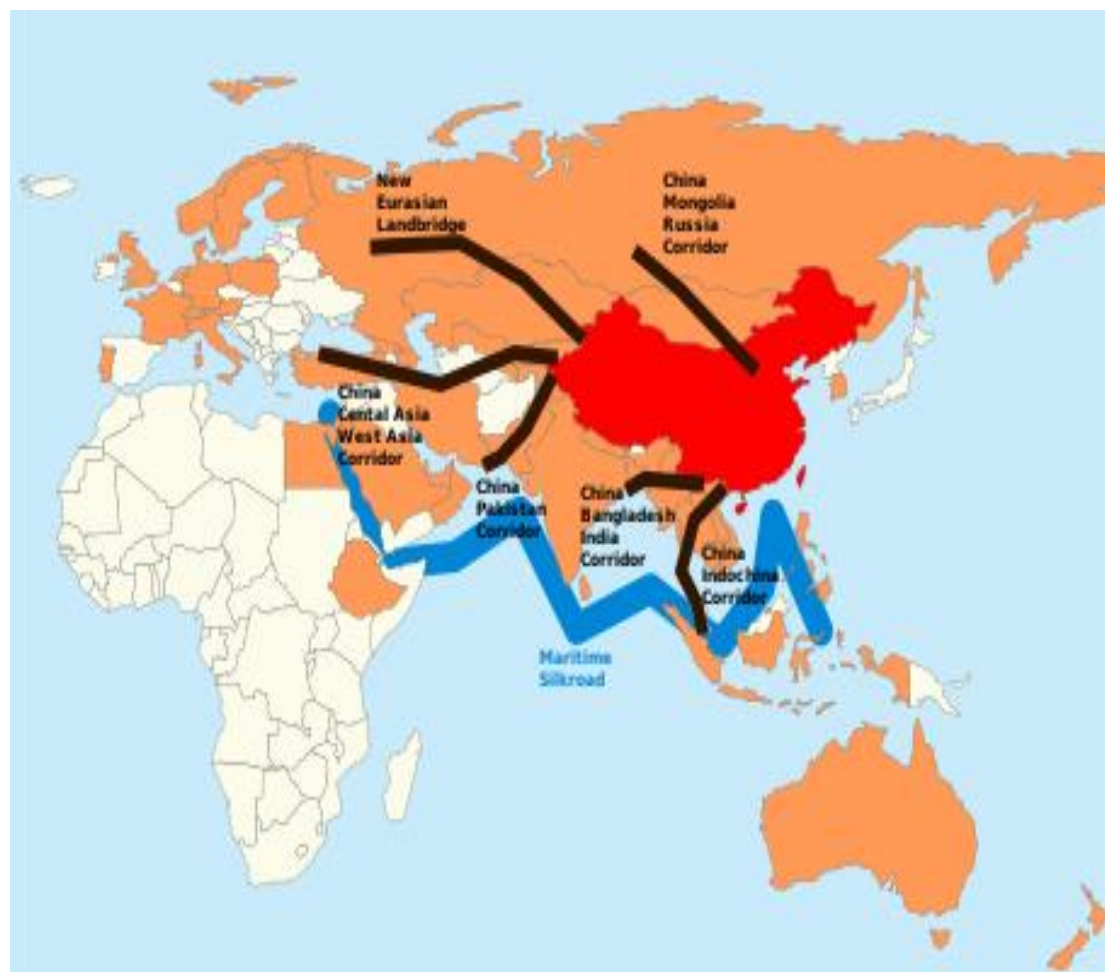 New
Eurasian
Landbridge
China
Mongolia
Russia
Corridor
China
Cental Asia
West Asia
Corridor
China
Pakistan
Corridor
China
Bangladesh
India
Corridor
China
Indochina
Corridor
Maritime
Silkroad